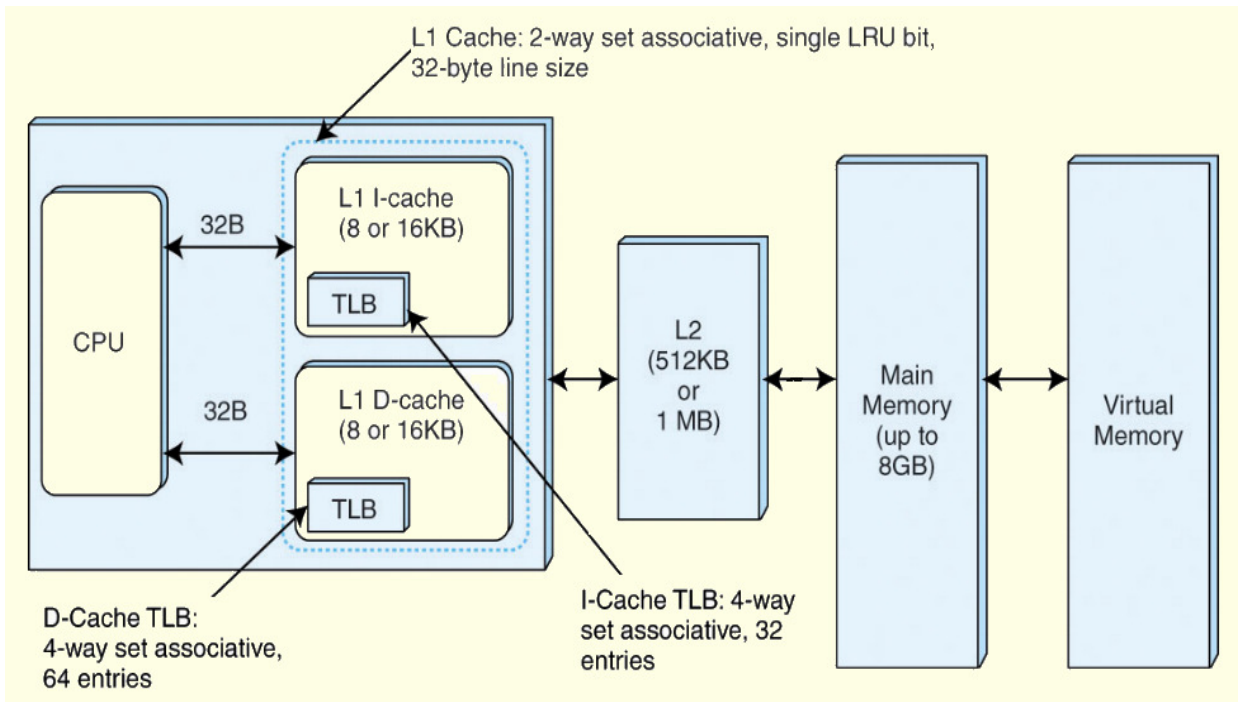 L1 Cache: 2-way set associative, single LRU bit,
32-byte line size
L1 I-cache
(8 or 16KB)
32B
TLB
CPU
L1 D-cache
(8 or 16KB)
32B
TLB
L2
(512KB
or
1 MB)
Main
Memory
(up to
8GB)
Virtual
Memory
D-Cache TLB:
4-way set associative,
64 entries
I-Cache TLB: 4-way
set associative, 32
entries